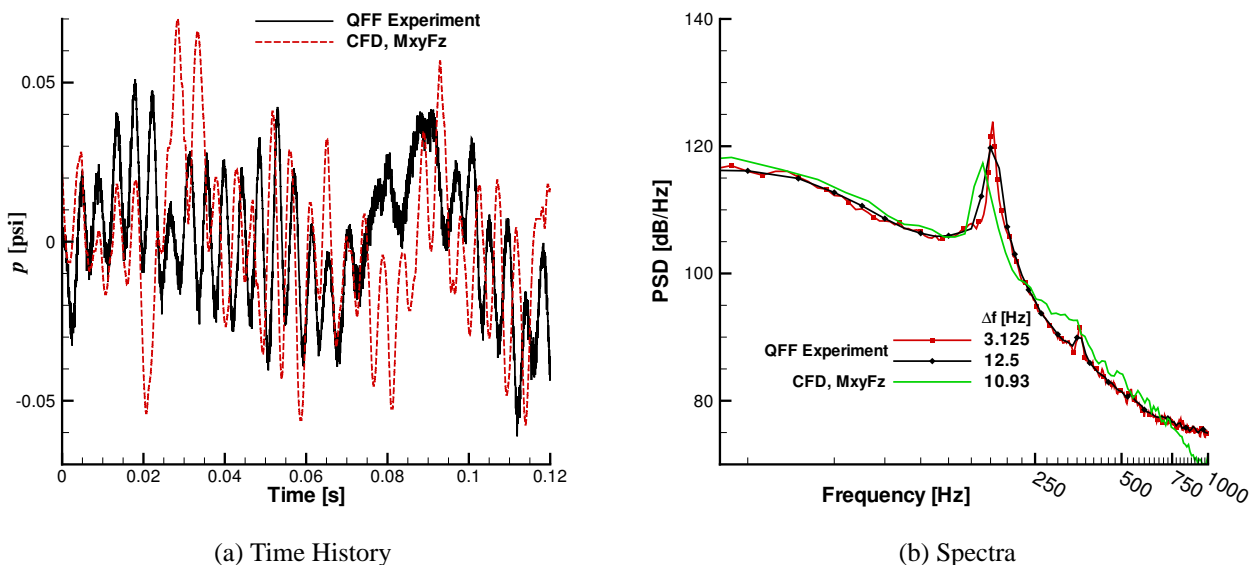 QFF Experiment
CFD, MxyFz
p [psi]
0.05
0
-0.05
0
0.02
0.04
0.06
0.08
0.1
0.12
Time [s]
(a) Time History
PSD [dB/Hz]
120
100
80
Δf [Hz]
QFF Experiment
3.125
12.5
CFD, MxyFz
10.93
Frequency [Hz]
250
500
750
1000
(b) Spectra